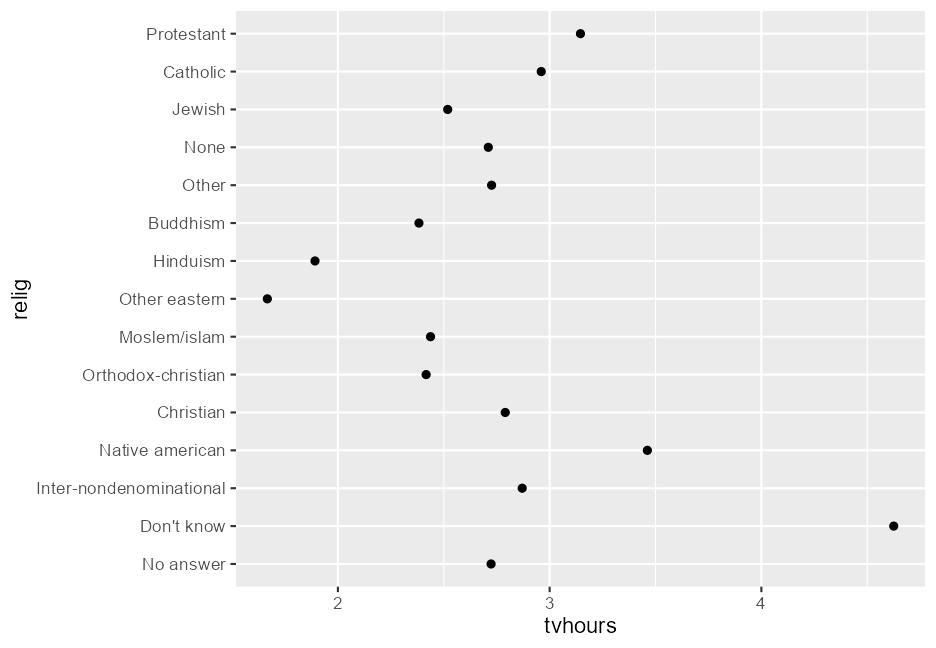 Protestant
Catholic
Jewish
None
Other
Buddhism
Hinduism
Other eastern
Moslem/islam
Orthodox-christian
Christian
Native american
Inter-nondenominational
Don't know
No answer
relig
2 3 4
tvhours